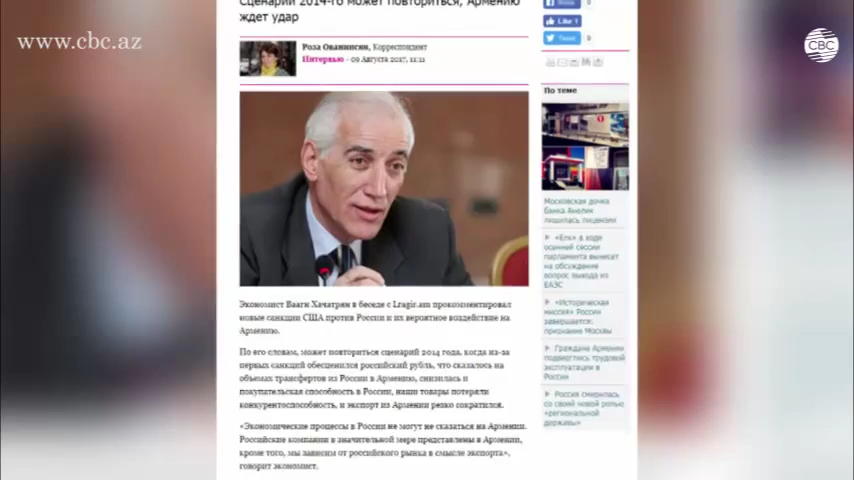 Сценарий 2014-го может повториться, Армению
ждет удар
www.cbc.az
CBC
Роза Ованнисян, Корреспондент
Интервью - 09 Августа 2017, 11:11
Like 1
Tweet 0
По теме
Московская дочка
банка Анелик
лишилась лицензии
«Елк» в ходе
осенней сессии
парламента вынесет
на обсуждение
вопрос выхода из
ЕАЭС
«Историческая
миссия» России
завершается:
признание Москвы
Граждане Армении
подверглись трудовой
эксплуатации в
России
Россия смирилась
со своей новой ролью
«региональной
державы»
Экономист Ваагн Хачатрян в беседе с Lragir.am прокомментировал
новые санкции США против России и их вероятное воздействие на
Армению.
По его словам, может повториться сценарий 2014 года, когда из-за
первых санкций обесценился российский рубль, что сказалось на
объемах трансфертов из России в Армению, снизилась и
покупательская способность в России, наши товары потеряли
конкурентоспособность, и экспорт из Армении резко сократился.
«Экономические процессы в России не могут не сказаться на Армении.
Российские компании в значительной мере представлены в Армении,
кроме того, мы зависим от российского рынка в смысле экспорта»,
говорит экономист.